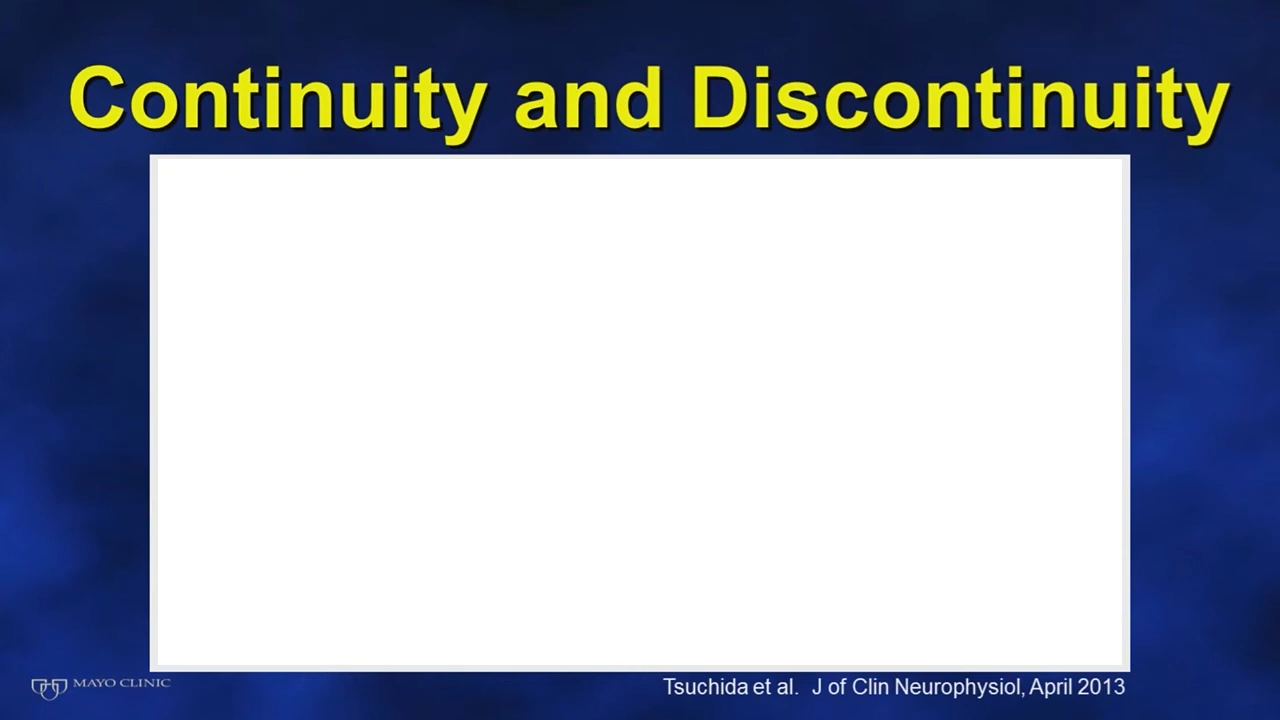 Continuity and Discontinuity
MAYO CLINIC
Tsuchida et al. J of Clin Neurophysiol, April 2013